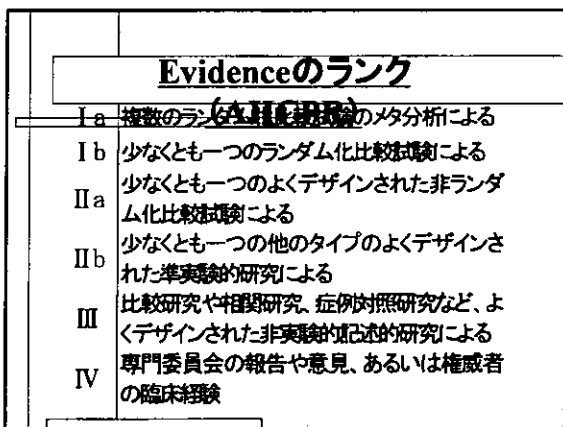 Evidenceのランク
(AHCPR)
Ⅰa 複数のランダム化比較試験のメタ分析による
Ⅰb 少なくとも一つのランダム化比較試験による
Ⅱa 少なくとも一つのよくデザインされた非ランダ
ム化比較試験による
Ⅱb 少なくとも一つの他のタイプのよくデザインさ
れた準実験的研究による
Ⅲ 比較研究や相関研究、症例対照研究など、よ
くデザインされた非実験的記述的研究による
Ⅳ 専門委員会の報告や意見、あるいは権威者
の臨床経験